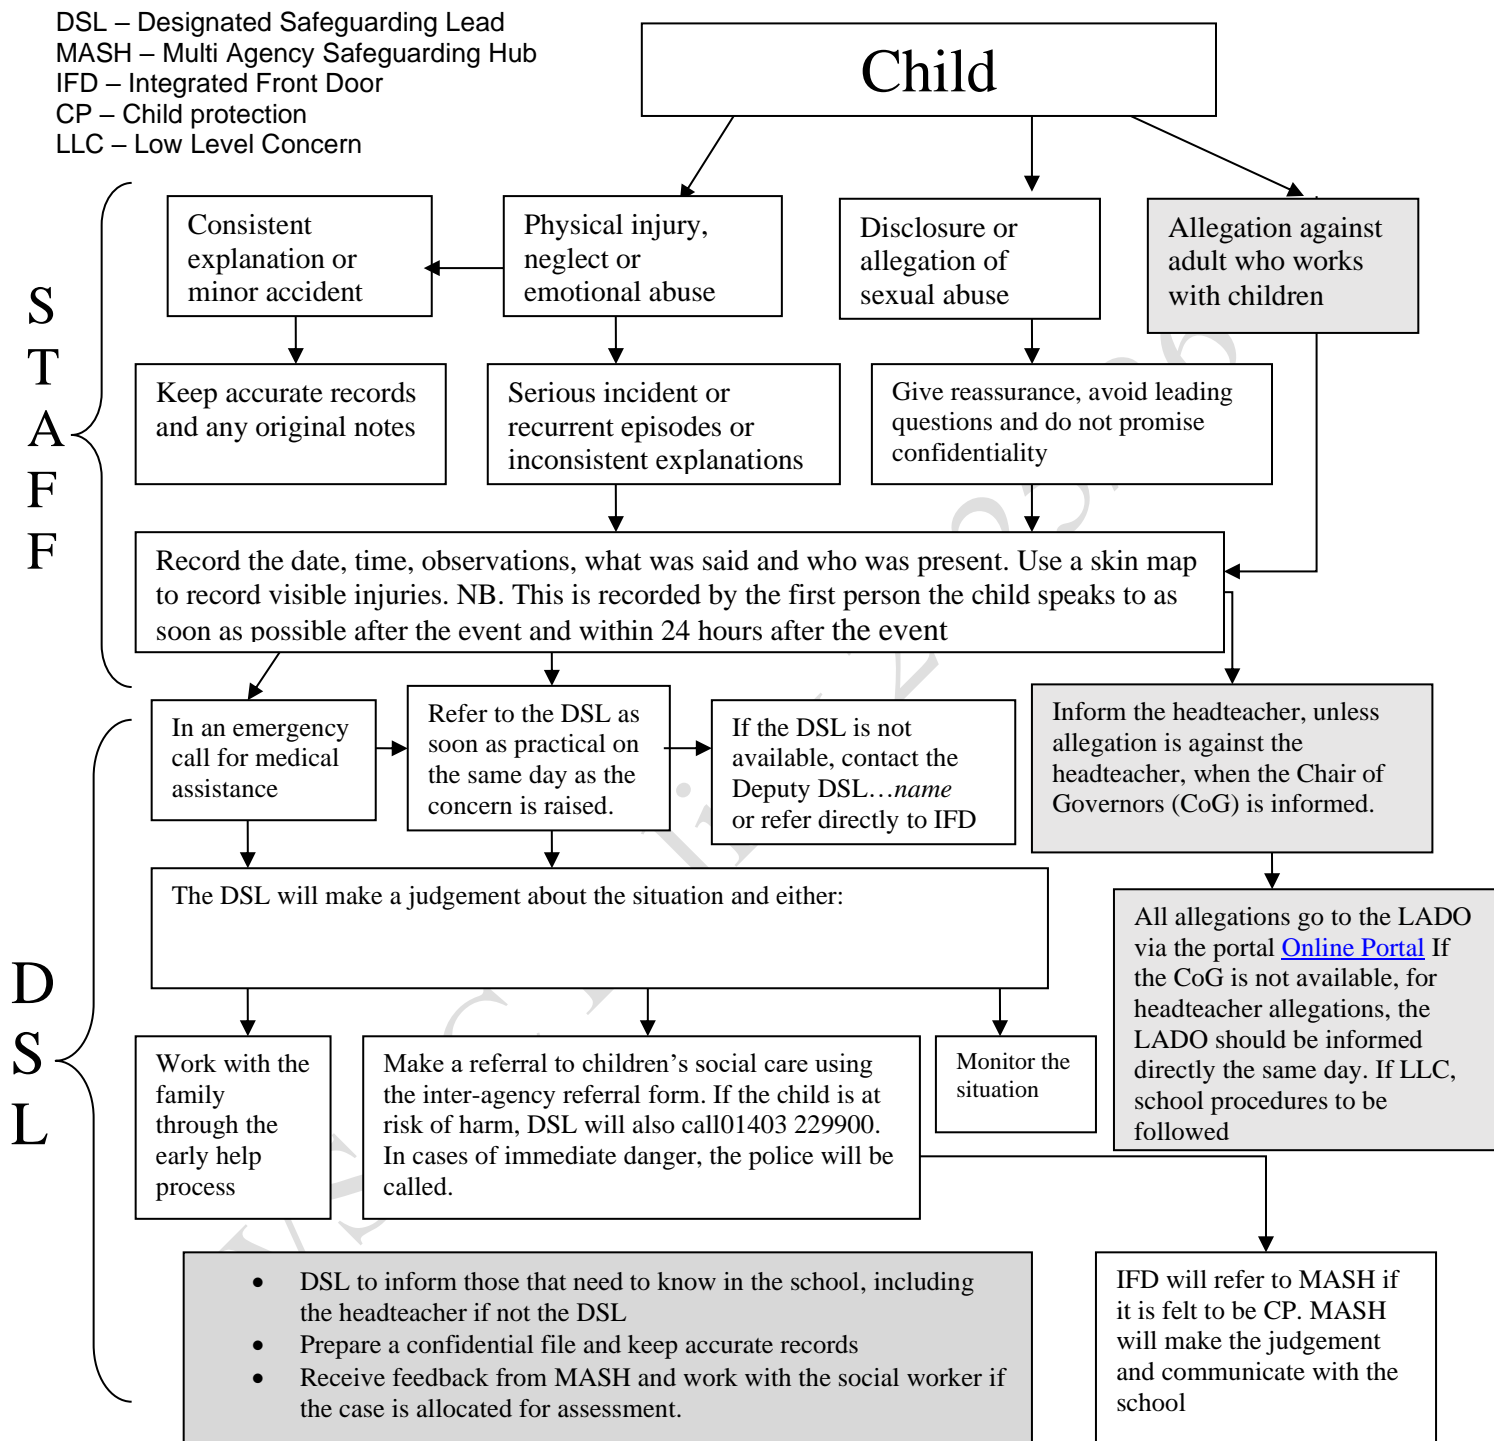 DSL – Designated Safeguarding Lead
MASH – Multi Agency Safeguarding Hub
IFD – Integrated Front Door
CP – Child protection
LLC – Low Level Concern
Child
S
T
A
F
F
Consistent
explanation or
minor accident
Physical injury,
neglect or
emotional abuse
Disclosure or
allegation of
sexual abuse
Allegation against
adult who works
with children
Keep accurate records
and any original notes
Serious incident or
recurrent episodes or
inconsistent explanations
Give reassurance, avoid leading
questions and do not promise
confidentiality
Record the date, time, observations, what was said and who was present. Use a skin map
to record visible injuries. NB. This is recorded by the first person the child speaks to as
soon as possible after the event and within 24 hours after the event
D
S
L
In an emergency
call for medical
assistance
Refer to the DSL as
soon as practical on
the same day as the
concern is raised.
If the DSL is not
available, contact the
Deputy DSL…name
or refer directly to IFD
Inform the headteacher, unless
allegation is against the
headteacher, when the Chair of
Governors (CoG) is informed.
The DSL will make a judgement about the situation and either:
All allegations go to the LADO
via the portal Online Portal If
the CoG is not available, for
headteacher allegations, the
LADO should be informed
directly the same day. If LLC,
school procedures to be
followed
Work with the
family
through the
early help
process
Make a referral to children’s social care using
the inter-agency referral form. If the child is at
risk of harm, DSL will also call01403 229900.
In cases of immediate danger, the police will be
called.
Monitor the
situation
• DSL to inform those that need to know in the school, including
the headteacher if not the DSL
• Prepare a confidential file and keep accurate records
• Receive feedback from MASH and work with the social worker if
the case is allocated for assessment.
IFD will refer to MASH if
it is felt to be CP. MASH
will make the judgement
and communicate with the
school